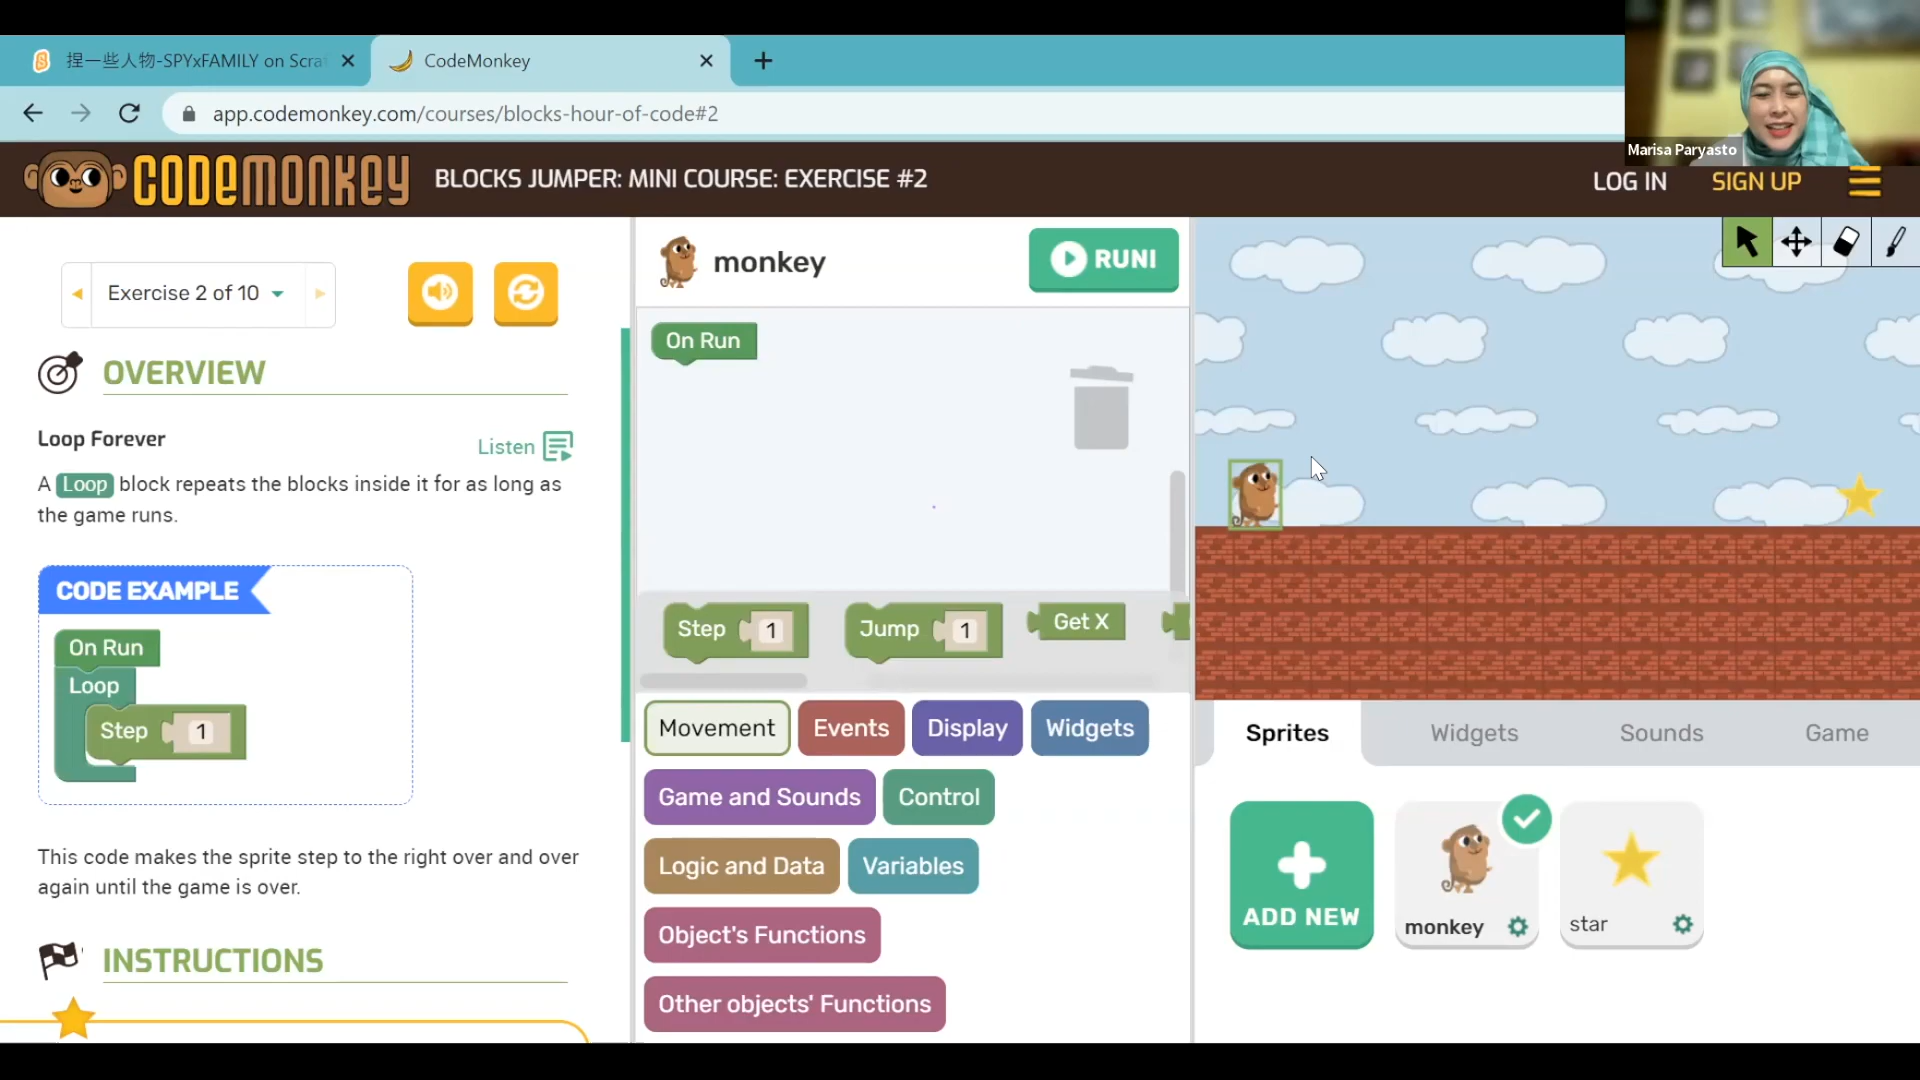 捏一些人物-SPYxFAMILY on Scra
CodeMonkey
app.codemonkey.com/courses/blocks-hour-of-code#2
Marisa Paryasto
CODEMONKEY
BLOCKS JUMPER: MINI COURSE: EXERCISE #2
LOG IN
SIGN UP
Exercise 2 of 10
OVERVIEW
Loop Forever
Listen
A Loop block repeats the blocks inside it for as long as
the game runs.
CODE EXAMPLE
On Run
Loop
Step 1
This code makes the sprite step to the right over and over
again until the game is over.
INSTRUCTIONS
monkey
RUN!
On Run
Step 1
Jump 1
Get X
Movement
Events
Display
Widgets
Game and Sounds
Control
Logic and Data
Variables
Object's Functions
Other objects' Functions
Sprites
Widgets
Sounds
Game
ADD NEW
monkey
star